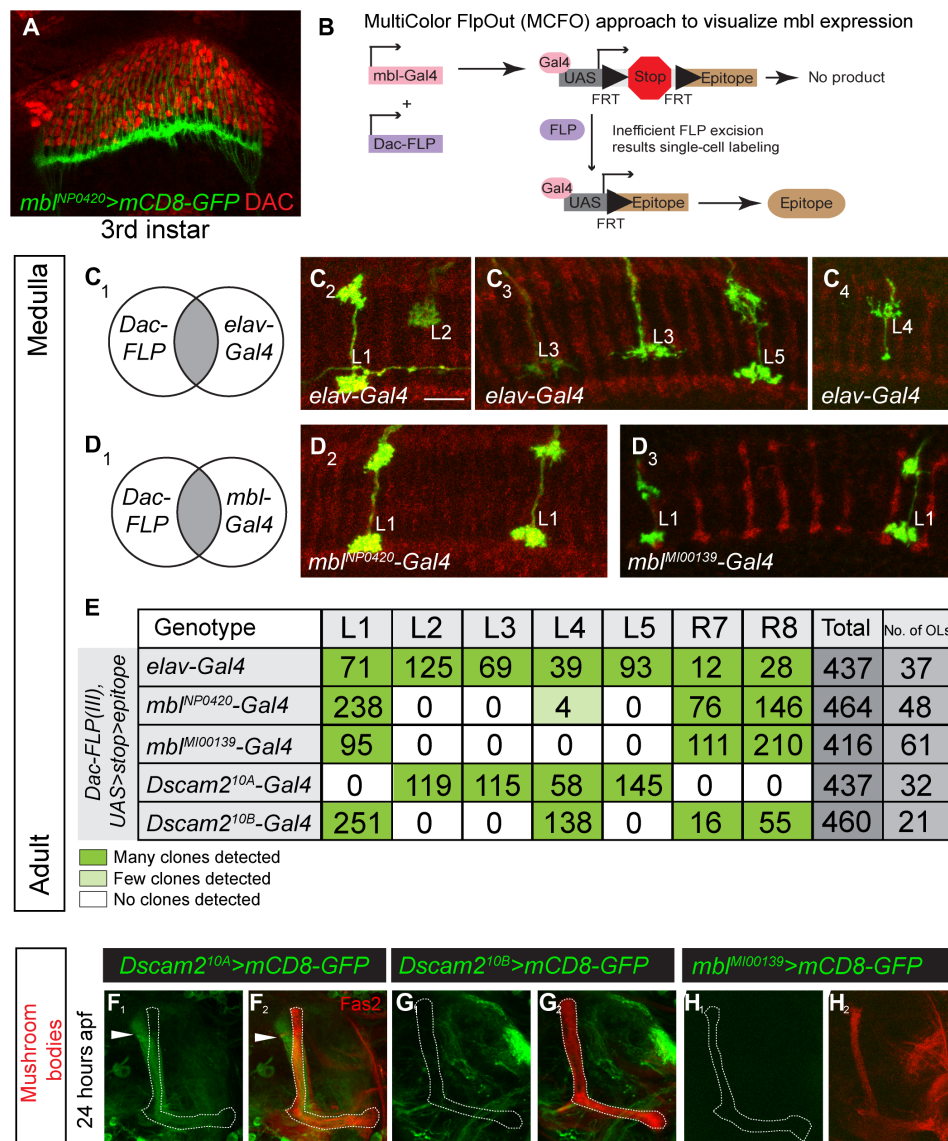 A
mbl^NP0420>mCD8-GFP DAC
3rd instar
B
MultiColor FlpOut (MCFO) approach to visualize mbl expression
mbl-Gal4
+
Dac-FLP
Gal4
UAS
Stop
Epitope
FRT
FRT
No product
FLP
Inefficient FLP excision
results single-cell labeling
Gal4
UAS
Epitope
FRT
Epitope
Medulla
C1
Dac-
FLP
elav-
Gal4
C2
L2
L1
elav-Gal4
C3
L3
L3
L5
elav-Gal4
C4
L4
elav-Gal4
D1
Dac-
FLP
mbl-
Gal4
D2
L1
L1
mbl^NP0420-Gal4
D3
L1
L1
mbl^MI00139-Gal4
Adult
E
Dac-FLP(III),
UAS>stop>epitope
Genotype L1 L2 L3 L4 L5 R7 R8 Total No. of OLs
elav-Gal4 71 125 69 39 93 12 28 437 37
mbl^NP0420-Gal4 238 0 0 4 0 76 146 464 48
mbl^MI00139-Gal4 95 0 0 0 0 111 210 416 61
Dscam2^10A-Gal4 0 119 115 58 145 0 0 437 32
Dscam2^10B-Gal4 251 0 0 138 0 16 55 460 21
Many clones detected
Few clones detected
No clones detected
Mushroom
bodies
24 hours apf
Dscam2^10A>mCD8-GFP
Dscam2^10B>mCD8-GFP
mbl^MI00139>mCD8-GFP
F1
F2
Fas2
G1
G2
H1
H2